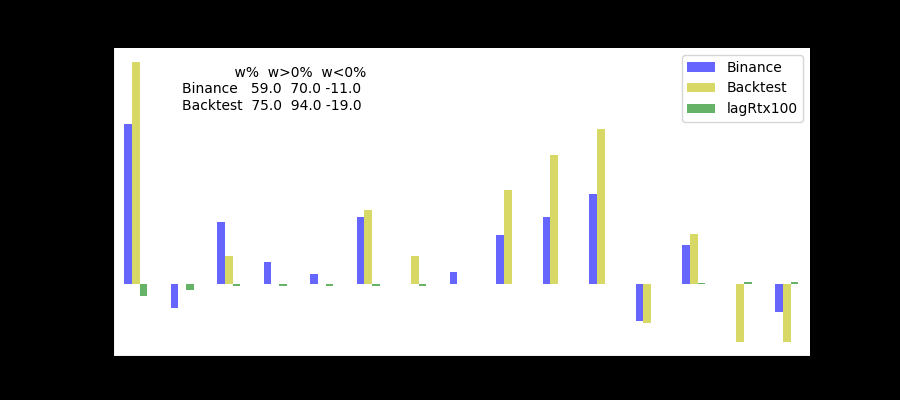 w% w>0% w<0%
Binance 59.0 70.0 -11.0
Backtest 75.0 94.0 -19.0
Binance
Backtest
lagRtx100